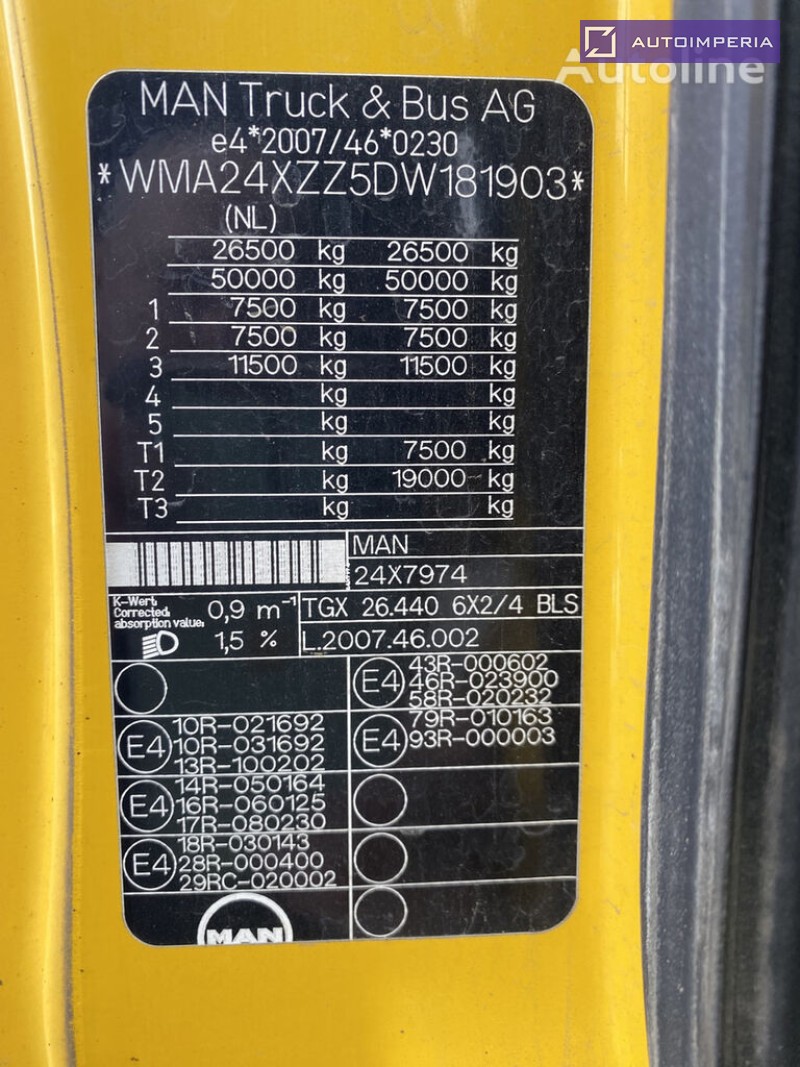 AUTOIMPERIA
Autoline
MAN Truck & Bus AG
e4*2007/46*0230
*WMA24XZZ5DW181903*
(NL)
26500 kg 26500 kg
50000 kg 50000 kg
1 7500 kg 7500 kg
2 7500 kg 7500 kg
3 11500 kg 11500 kg
4 kg kg
5 kg kg
T1 kg 7500 kg
T2 kg 19000 kg
T3 kg kg
MAN
24X7974
K-Wert:
Corrected
absorption value:
0,9 m⁻¹
1,5 %
TGX 26.440 6X2/4 BLS
L.2007.46.002
E4
43R-000602
46R-023900
58R-020232
E4
10R-021692
10R-031692
13R-100202
E4
79R-010163
93R-000003
E4
14R-050164
16R-060125
17R-080230
E4
18R-030143
28R-000400
29RC-020002
MAN